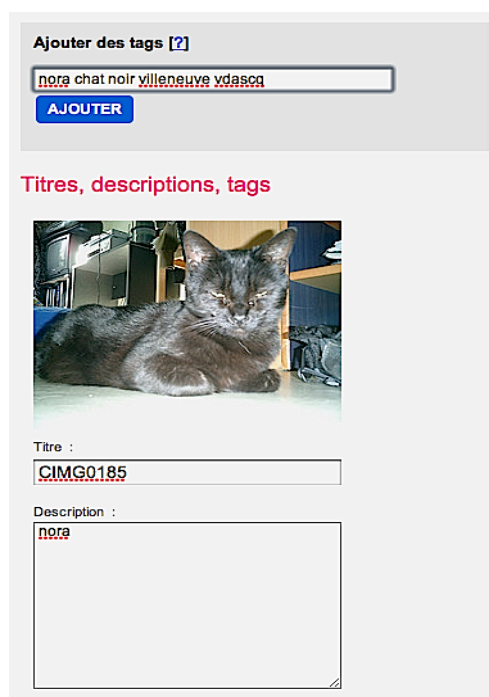 Ajouter des tags [?]
nora chat noir villeneuve vdascq
AJOUTER
Titres, descriptions, tags
Titre :
CIMG0185
Description :
nora